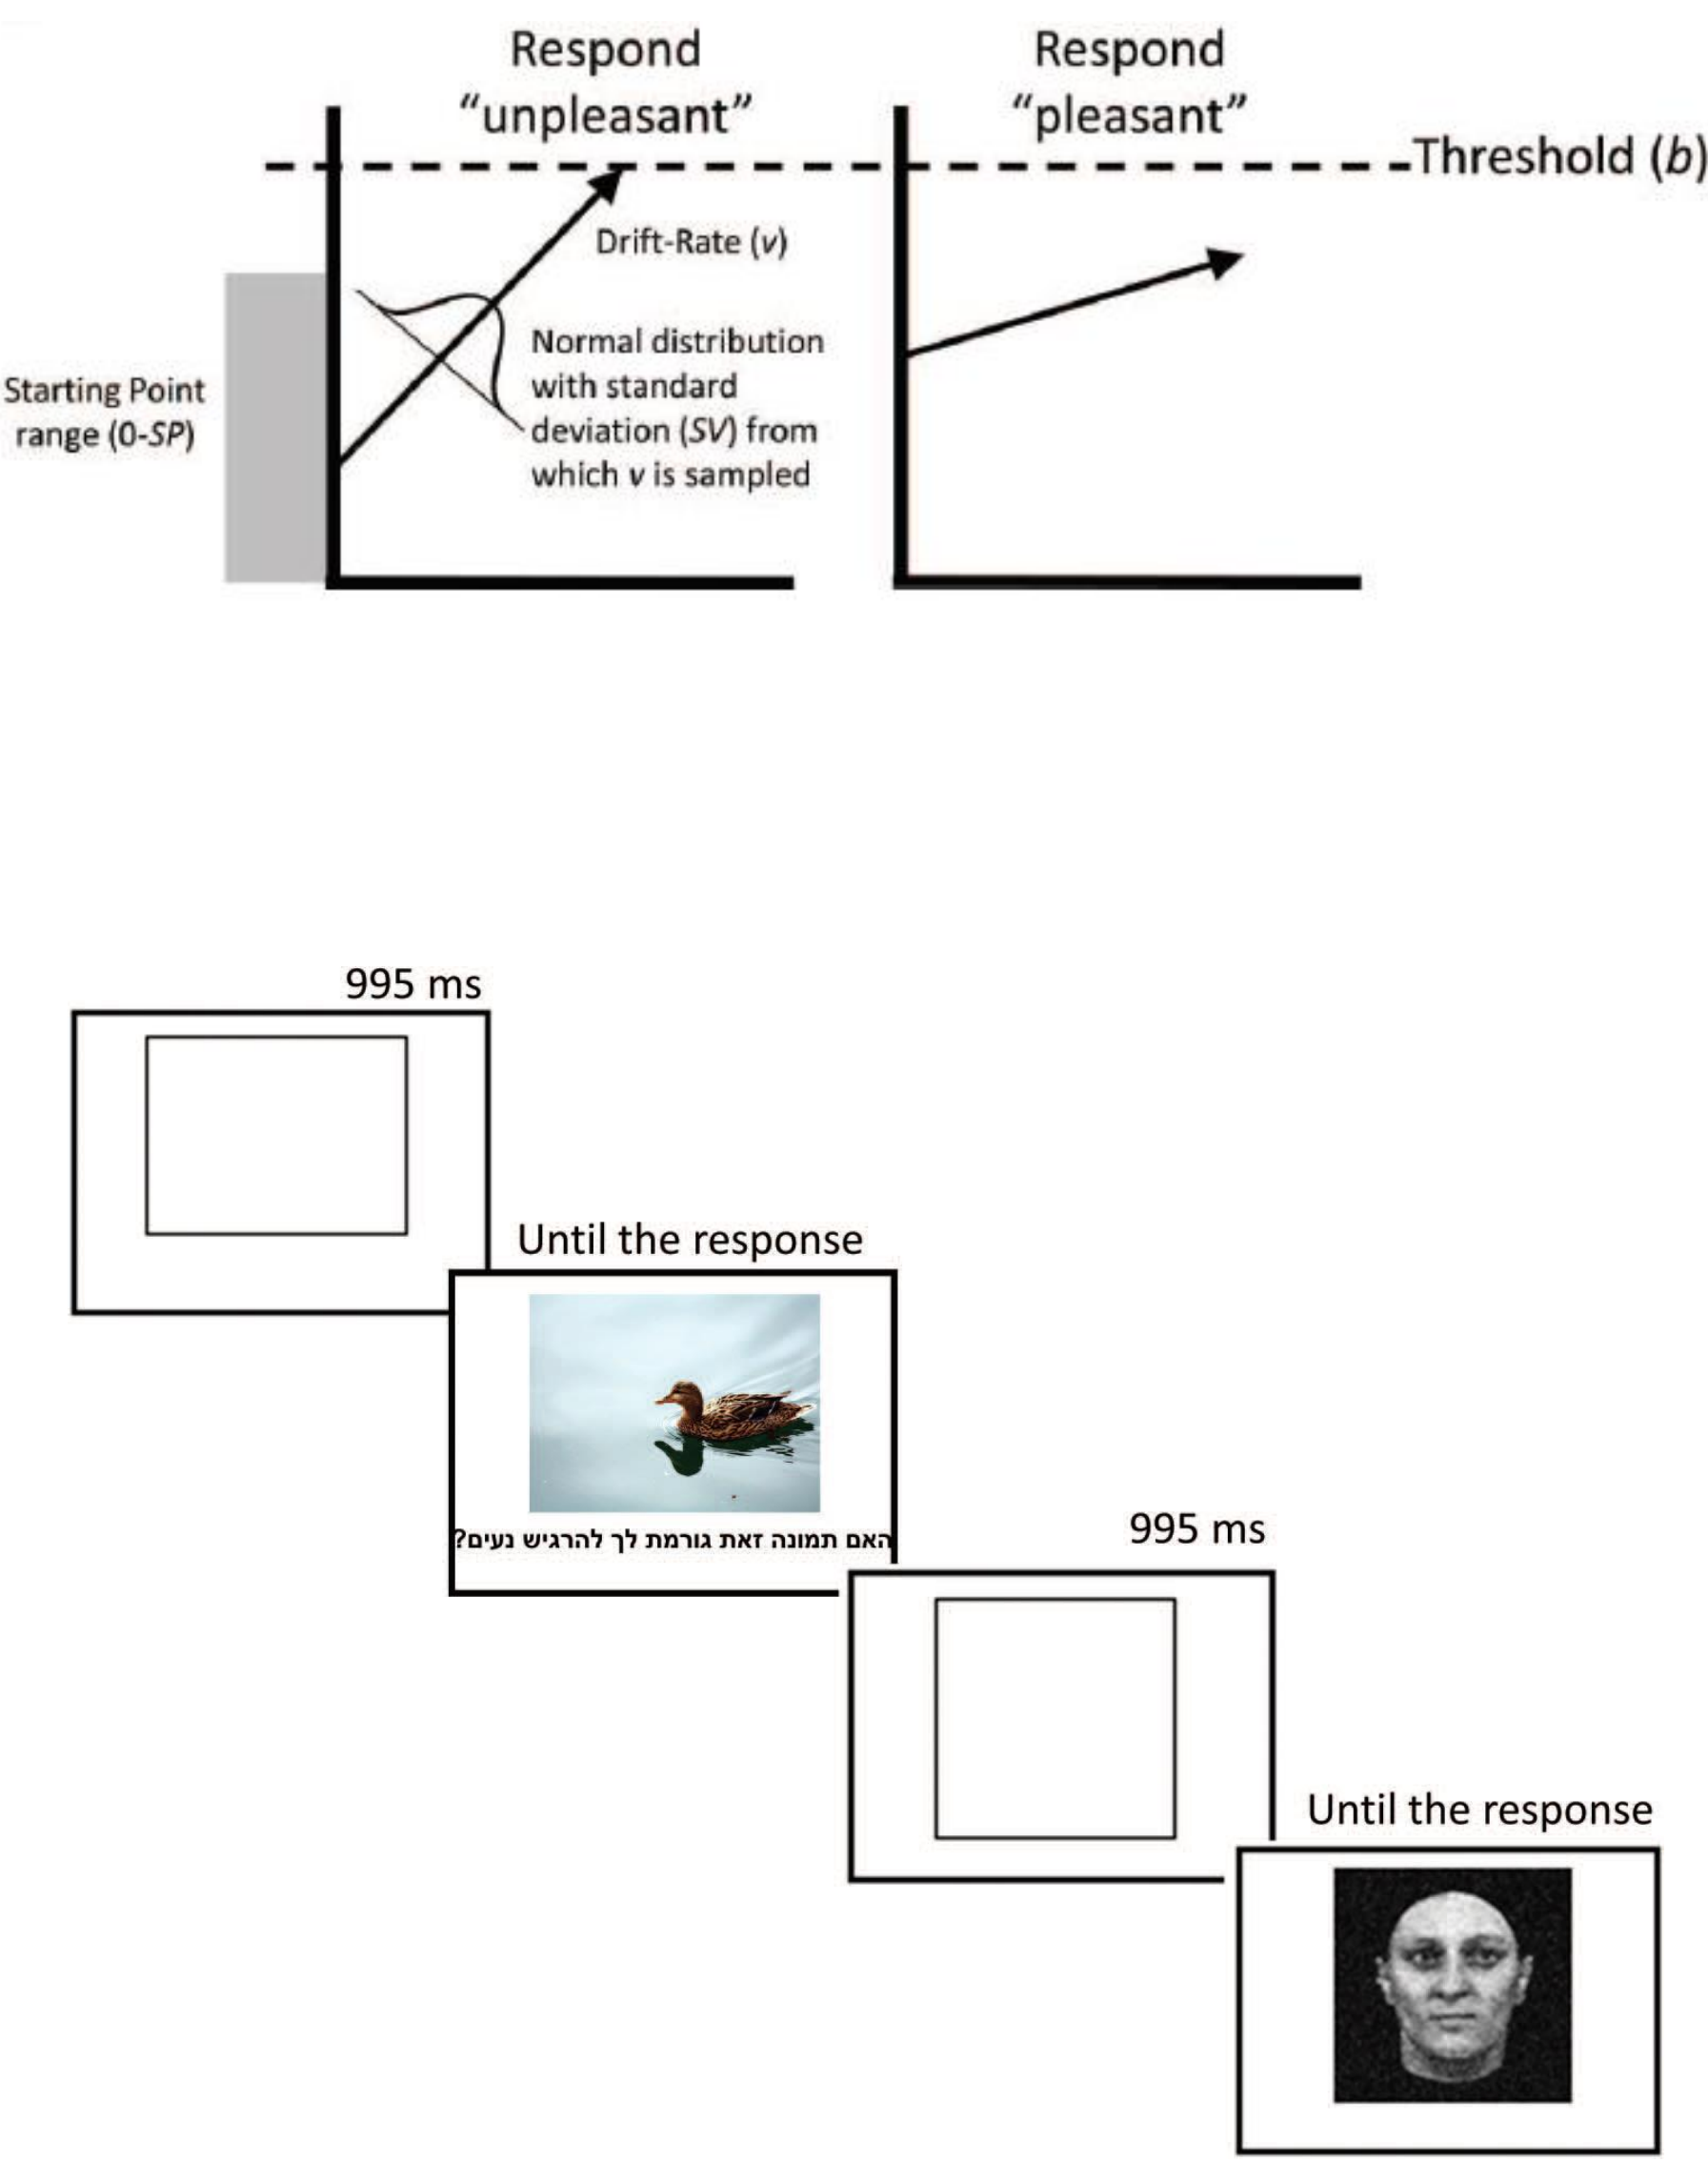 Respond
“unpleasant”
Respond
“pleasant”
Threshold (b)
Drift-Rate (v)
Normal distribution
with standard
deviation (SV) from
which v is sampled
Starting Point
range (0-SP)
995 ms
Until the response
האם תמונה זאת גורמת לך להרגיש נעים?
995 ms
Until the response